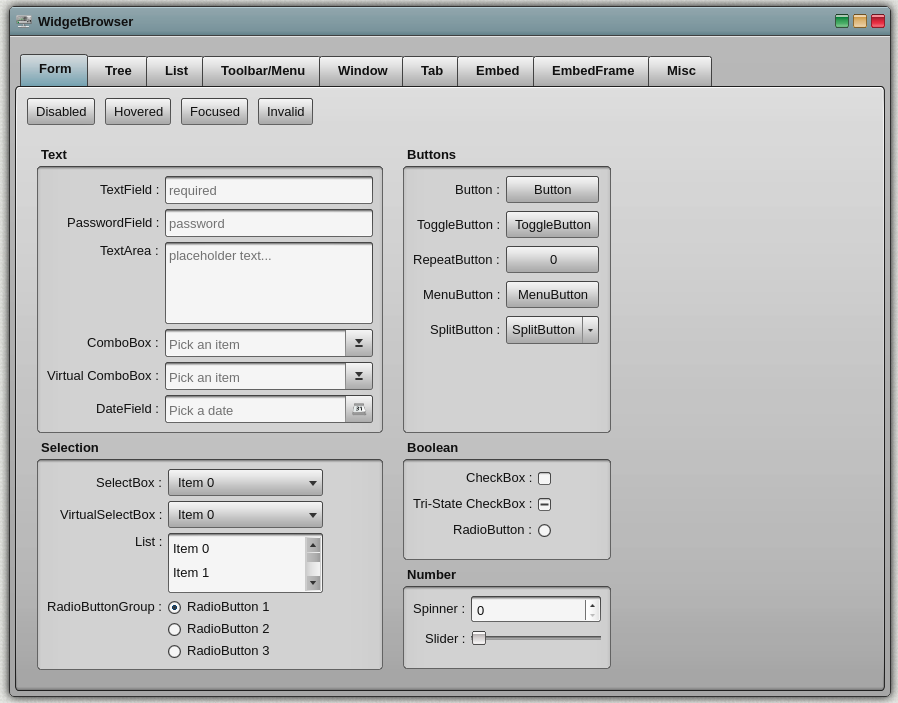 WidgetBrowser
Form Tree List Toolbar/Menu Window Tab Embed EmbedFrame Misc
Disabled Hovered Focused Invalid
Text
TextField : required
PasswordField : password
TextArea : placeholder text...
ComboBox : Pick an item
Virtual ComboBox : Pick an item
DateField : Pick a date 31
Buttons
Button : Button
ToggleButton : ToggleButton
RepeatButton : 0
MenuButton : MenuButton
SplitButton : SplitButton
Selection
SelectBox : Item 0
VirtualSelectBox : Item 0
List : Item 0
Item 1
RadioButtonGroup : RadioButton 1
RadioButton 2
RadioButton 3
Boolean
CheckBox :
Tri-State CheckBox :
RadioButton :
Number
Spinner : 0
Slider :